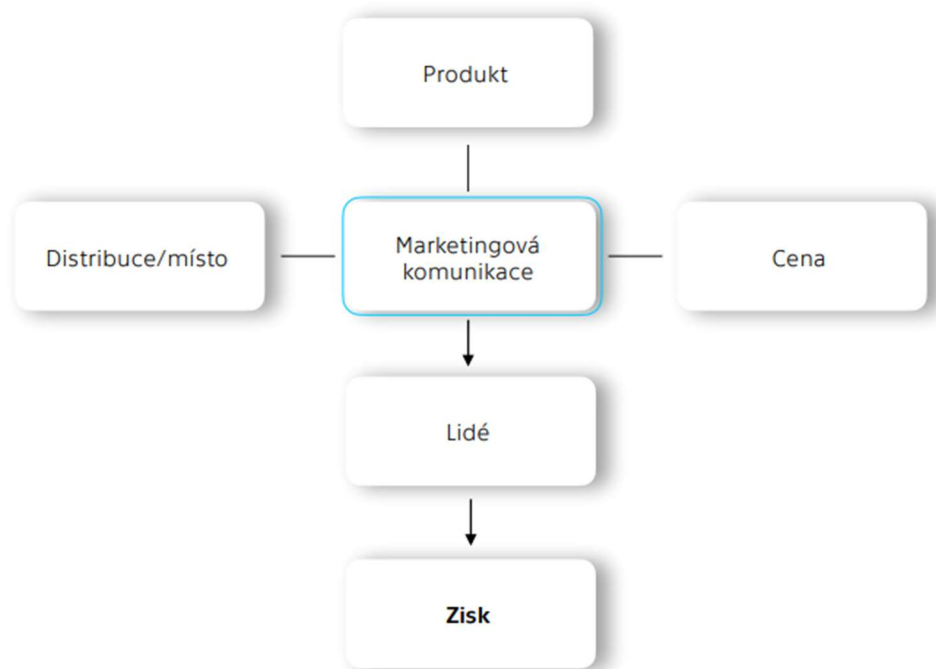 Produkt
Distribuce/místo
Marketingová
komunikace
Cena
Lidé
Zisk